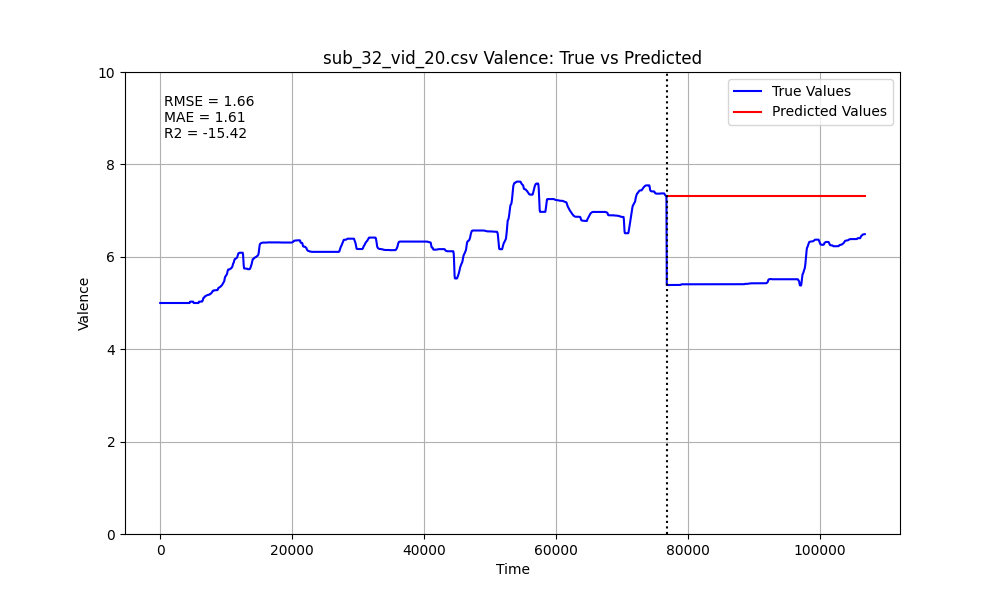 sub_32_vid_20.csv Valence: True vs Predicted
RMSE = 1.66
MAE = 1.61
R2 = -15.42
True Values
Predicted Values
10
8
6
4
2
0
Valence
0
20000
40000
60000
80000
100000
Time